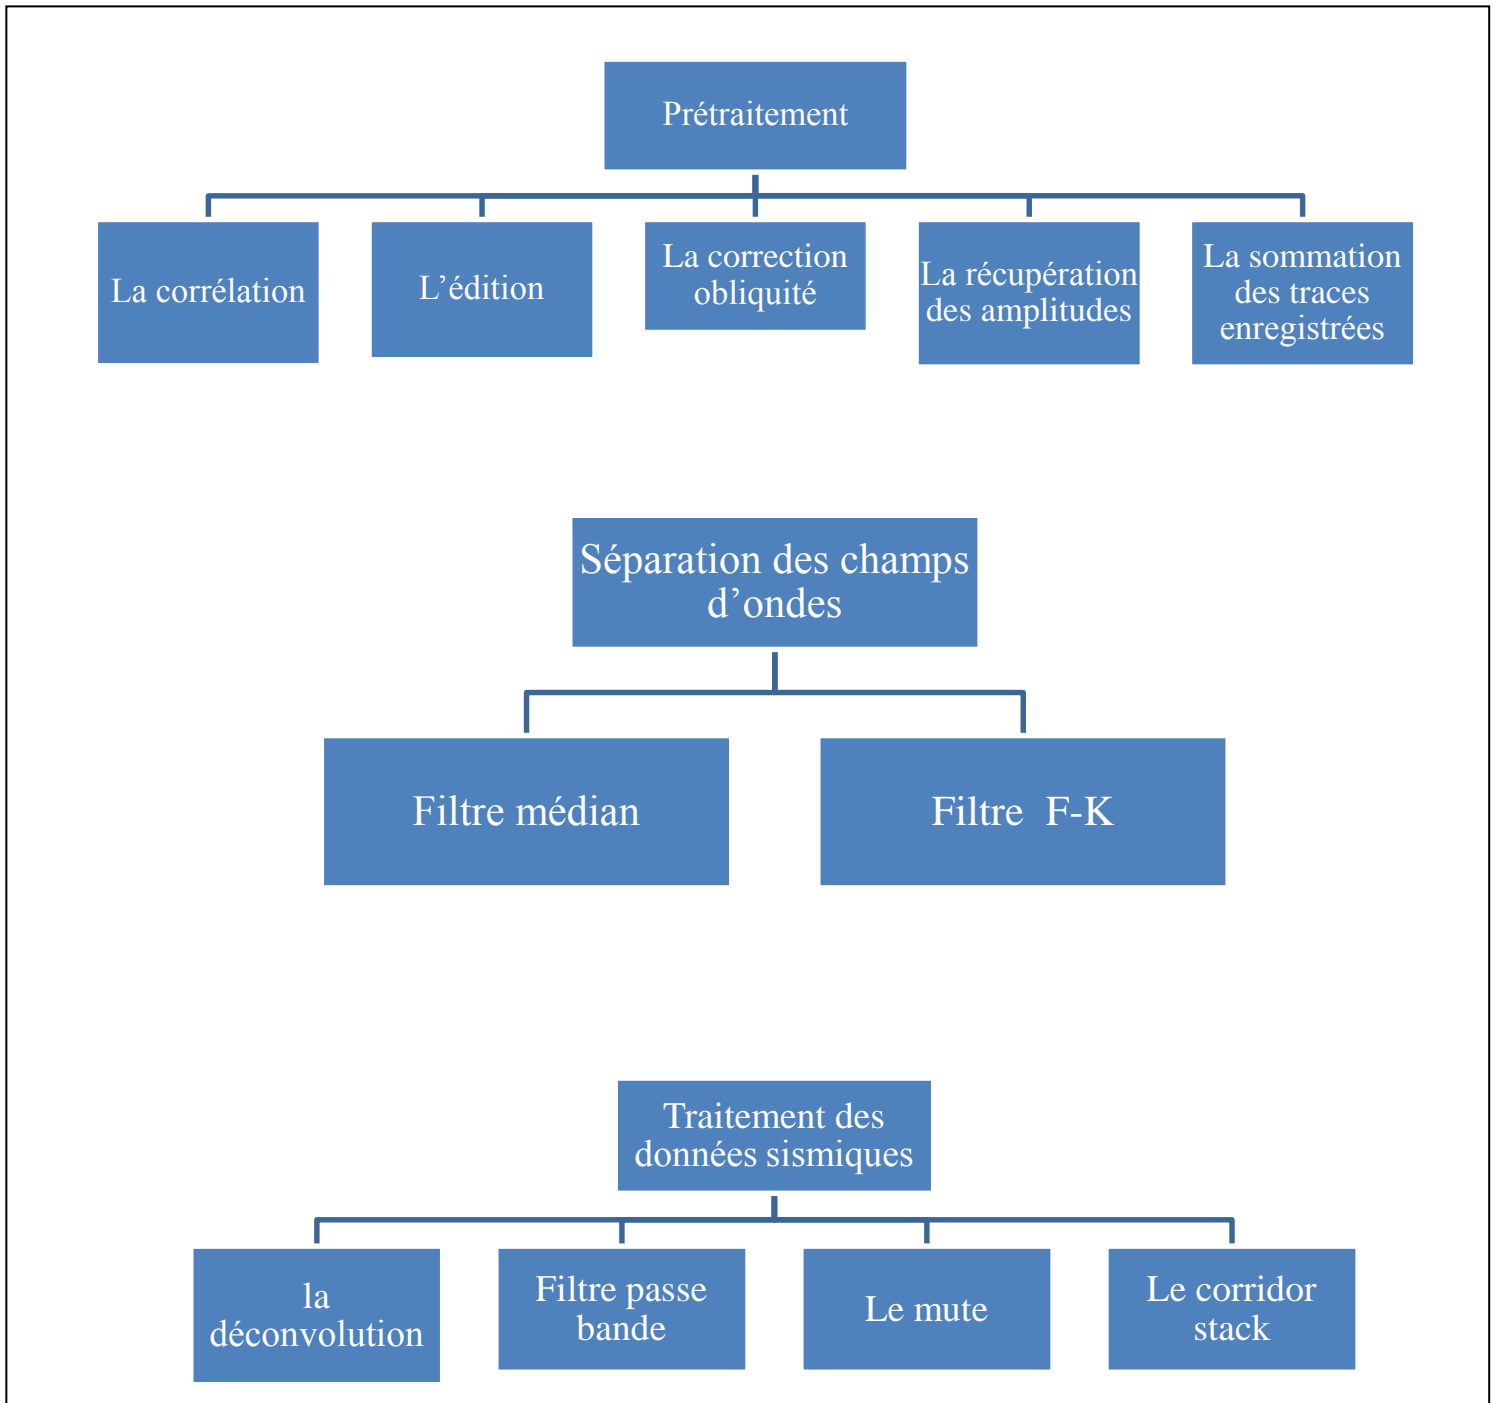 Prétraitement
La corrélation
L’édition
La correction
obliquité
La récupération
des amplitudes
La sommation
des traces
enregistrées
Séparation des champs
d’ondes
Filtre médian
Filtre F-K
Traitement des
données sismiques
la
déconvolution
Filtre passe
bande
Le mute
Le corridor
stack